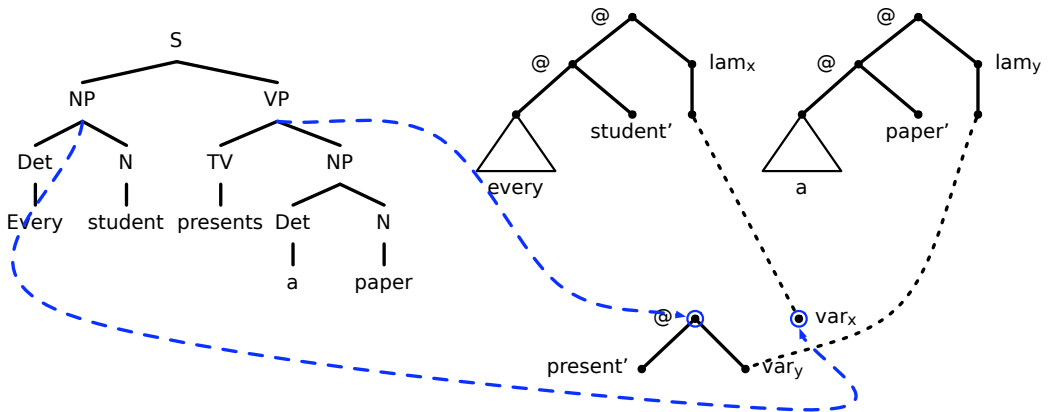 S
NP VP
Det N TV NP
Every student presents Det N
a paper
@ @
@ lamx @ lamy
student’ paper’
every a
@ varx
present’ vary